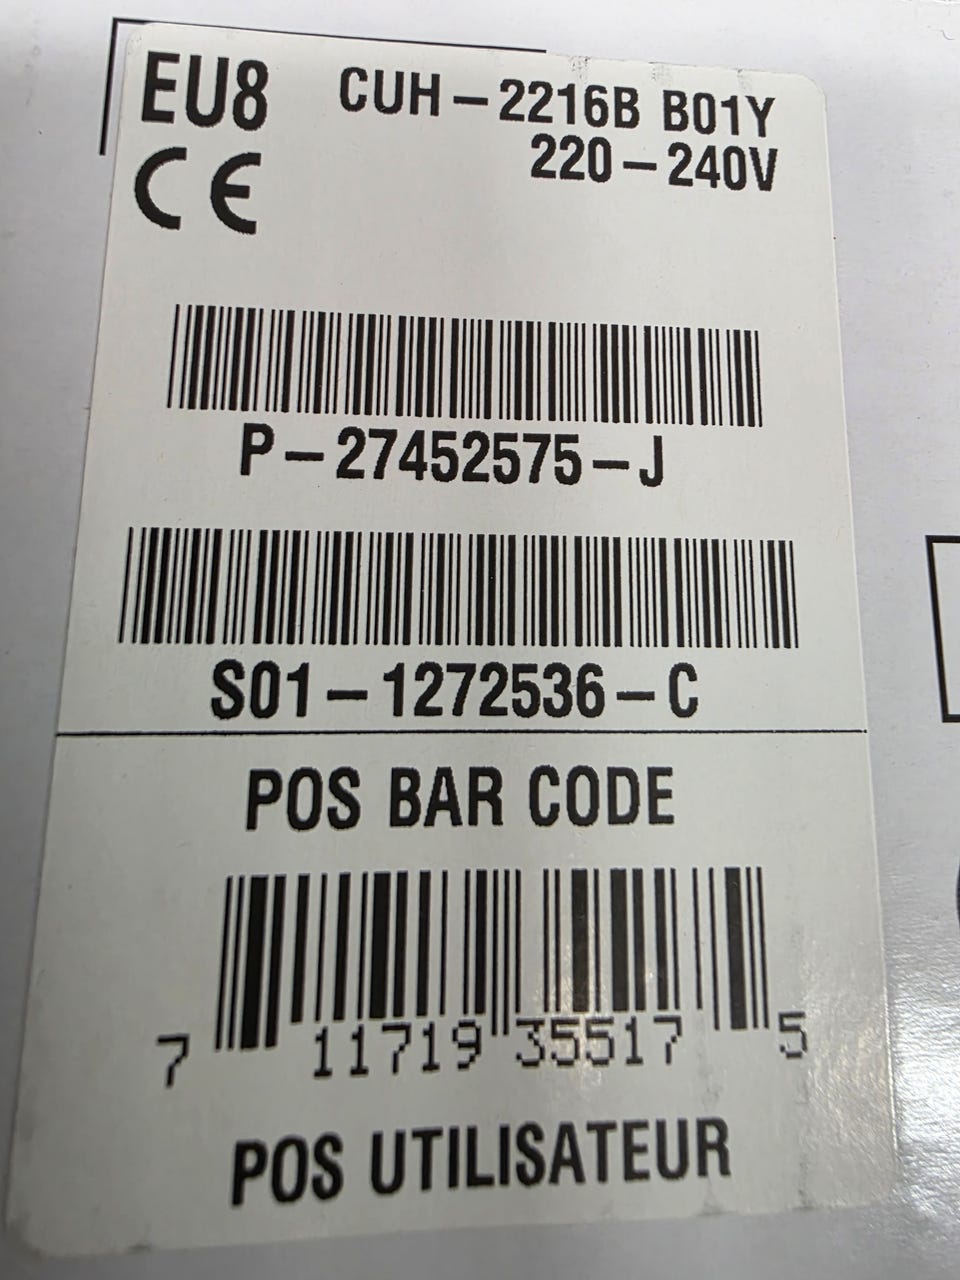 EU8 CUH-2216B B01Y
CE 220-240V
P-27452575-J
S01-1272536-C
POS BAR CODE
7 11719 35517 5
POS UTILISATEUR